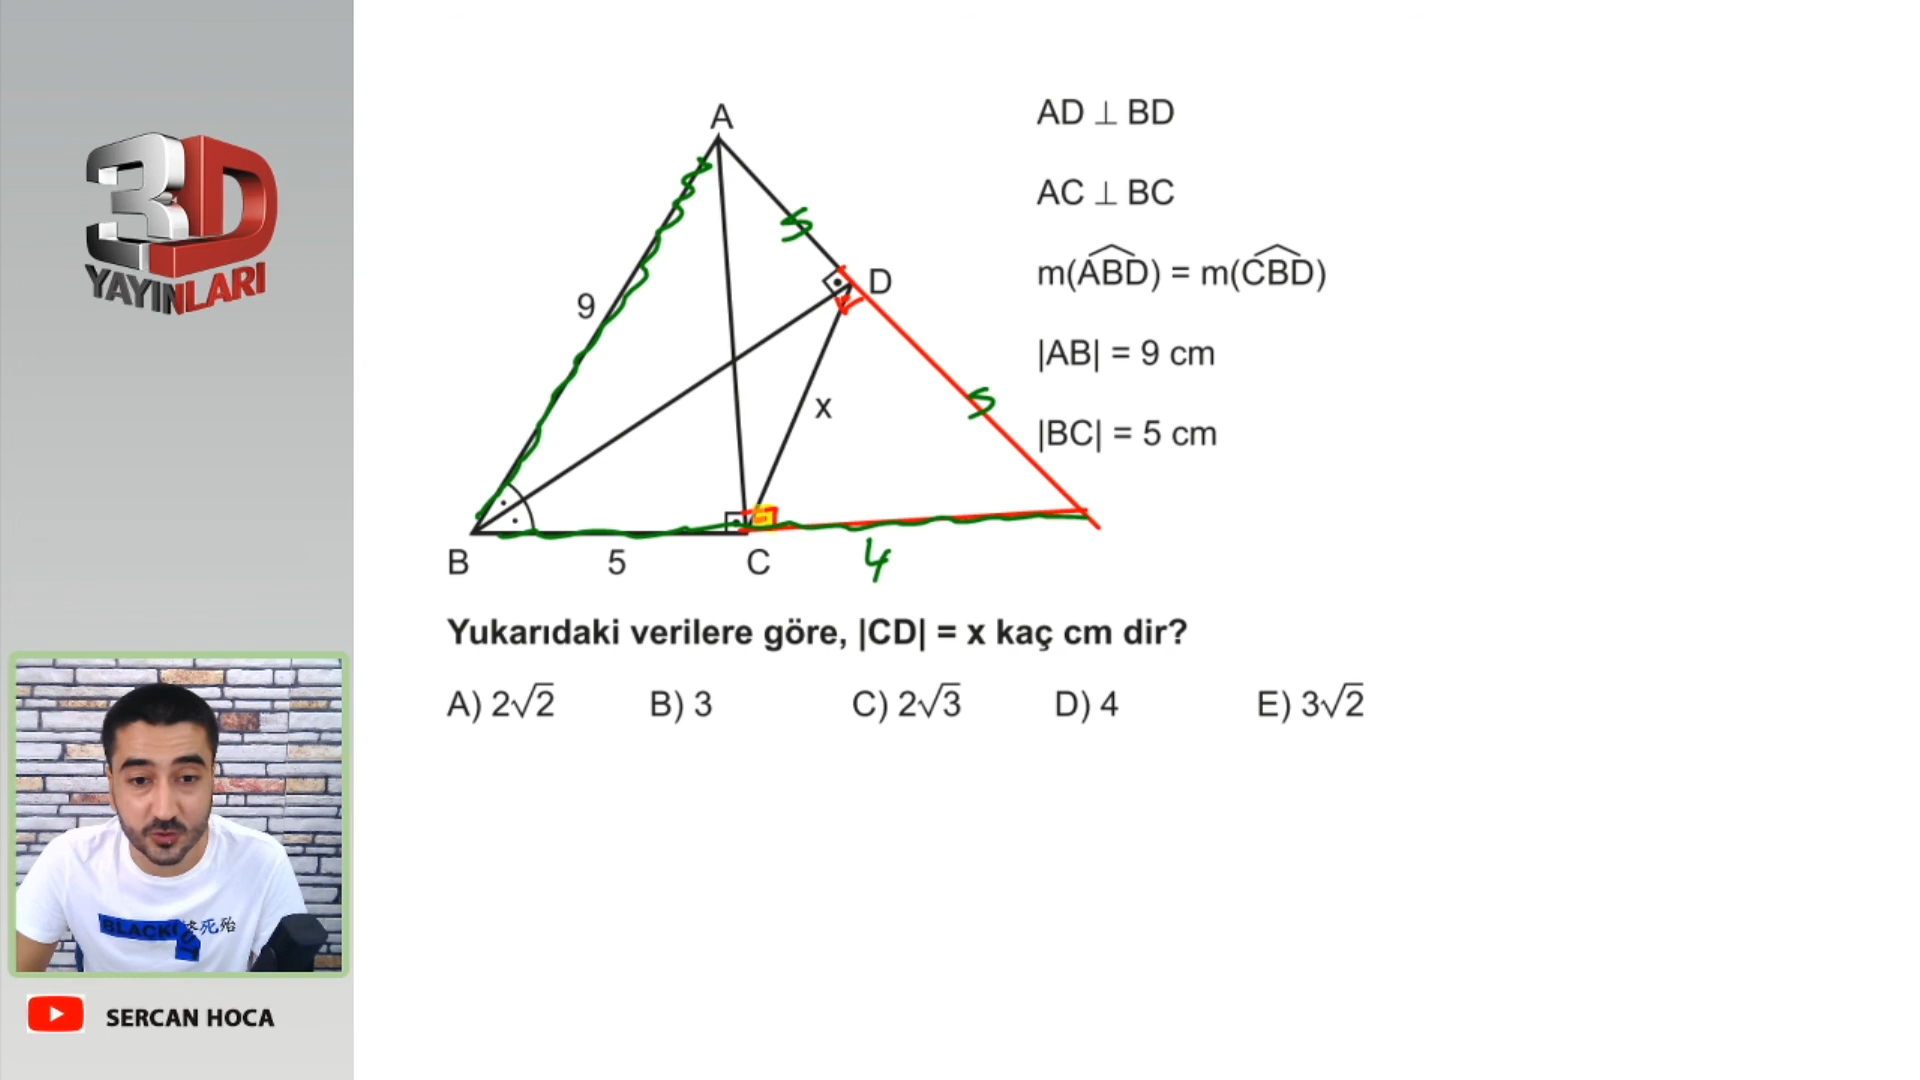 3D
YAYINLARI
A
AD ⊥ BD
AC ⊥ BC
S
D
m(ABD) = m(CBD)
9
|AB| = 9 cm
x
S
|BC| = 5 cm
B
5
C
4
Yukarıdaki verilere göre, |CD| = x kaç cm dir?
A) 2√2 B) 3 C) 2√3 D) 4 E) 3√2
SERCAN HOCA